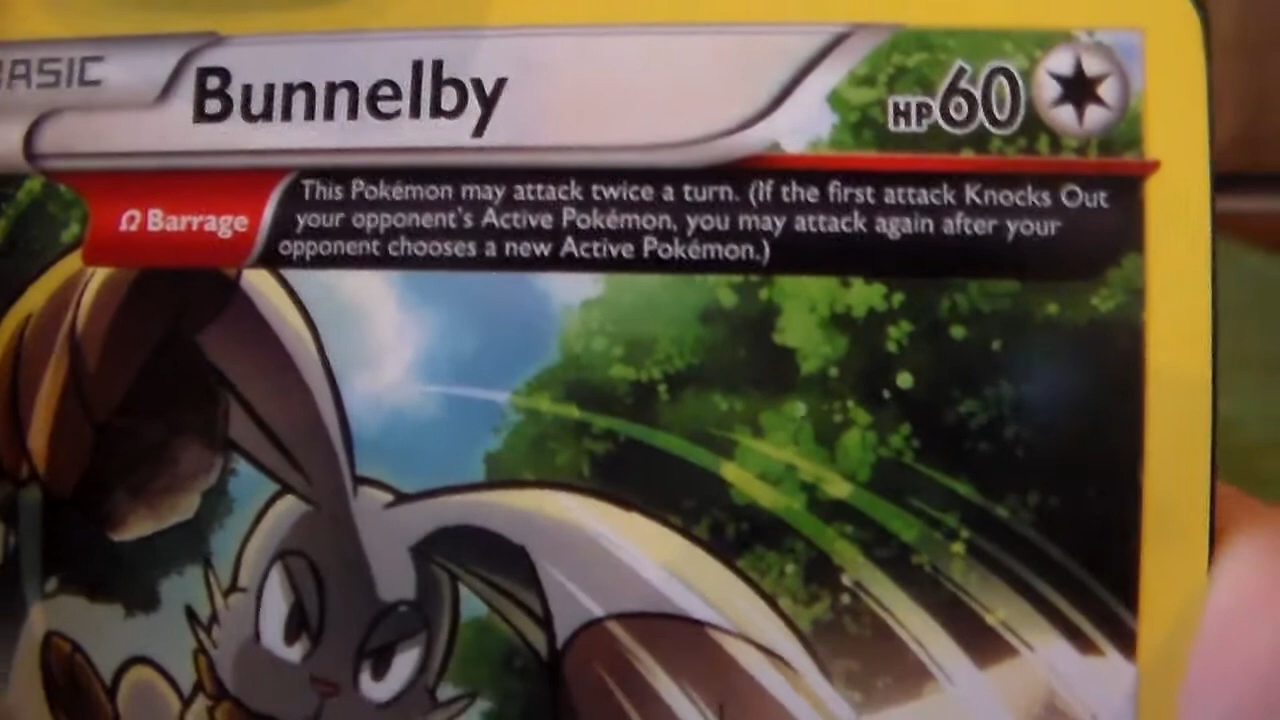 BASIC
Bunnelby
HP60
Ω Barrage
This Pokémon may attack twice a turn. (If the first attack Knocks Out
your opponent's Active Pokémon, you may attack again after your
opponent chooses a new Active Pokémon.)